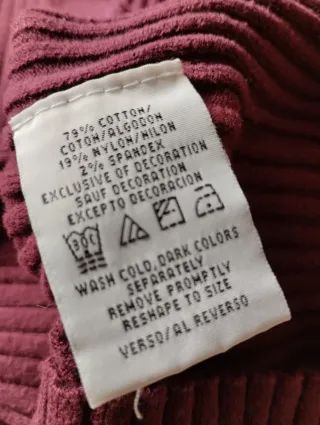 79% COTTON/
COTON/ALGODON
19% NYLON/NILON
2% SPANDEX
EXCLUSIVE OF DECORATION
SAUF DECORATION
EXCEPTO DECORACION
30C
WASH COLD, DARK COLORS
SEPARATELY
REMOVE PROMPTLY
RESHAPE TO SIZE
VERSO/AL REVERSO